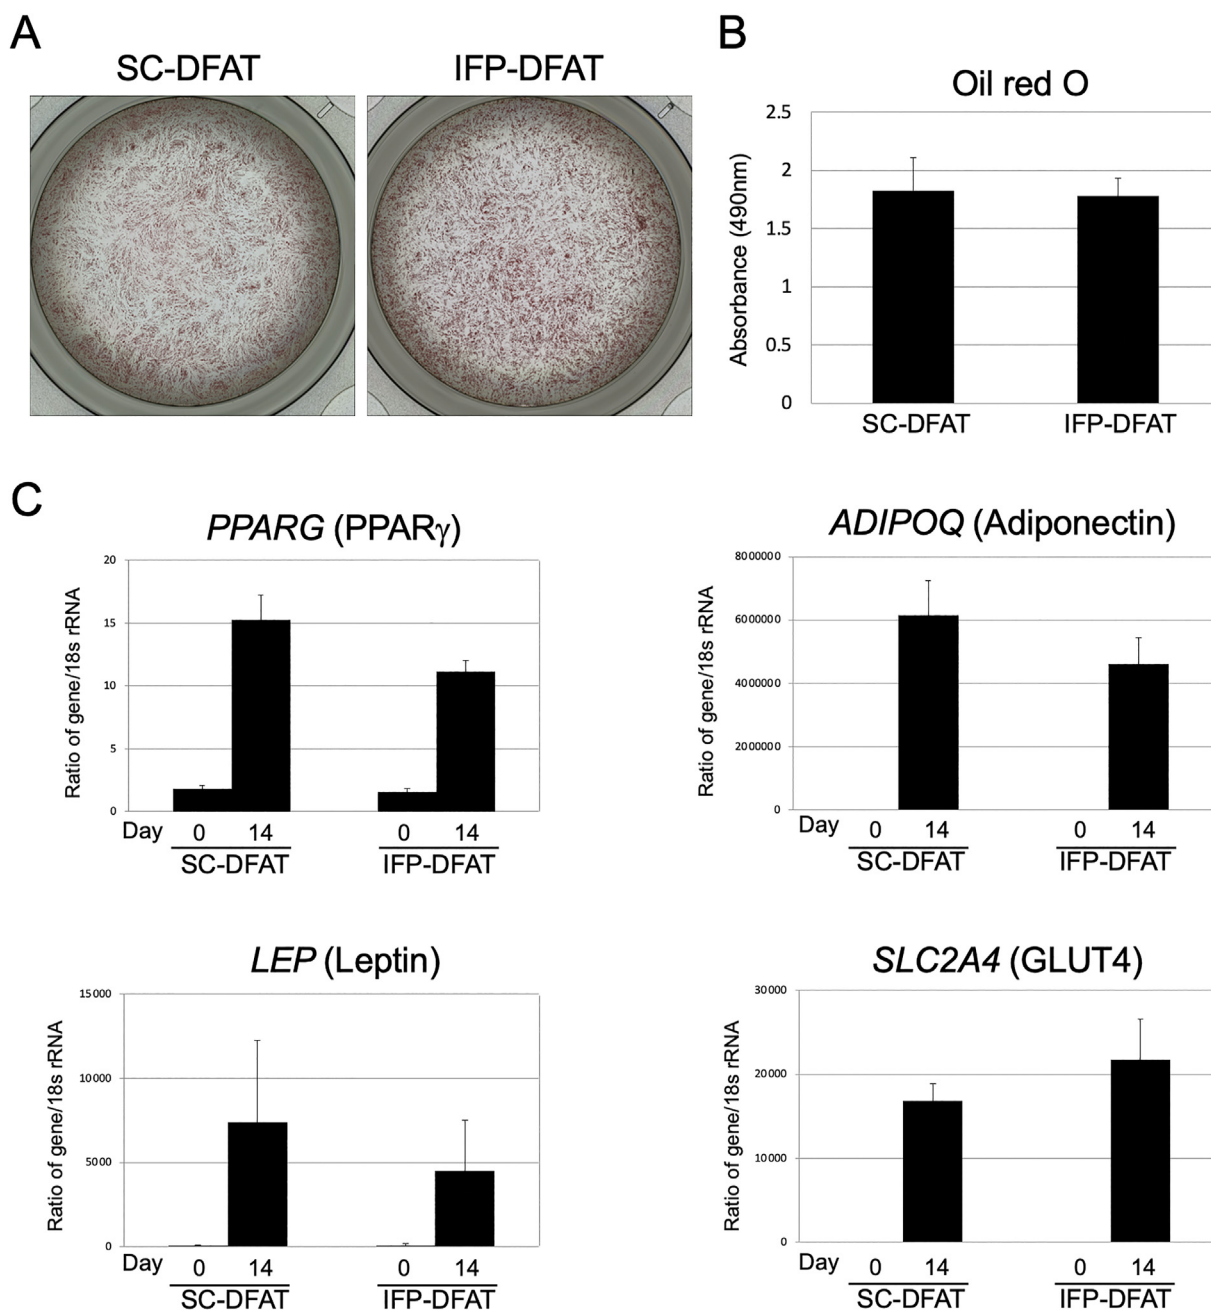 A
SC-DFAT
IFP-DFAT
B
Oil red O
Absorbance (490nm)
2.5
2
1.5
1
0.5
0
SC-DFAT
IFP-DFAT
C
PPARG (PPARγ)
Ratio of gene/18s rRNA
20
15
10
5
0
Day
0
14
0
14
SC-DFAT
IFP-DFAT
ADIPOQ (Adiponectin)
Ratio of gene/18s rRNA
8000000
6000000
4000000
2000000
0
Day
0
14
0
14
SC-DFAT
IFP-DFAT
LEP (Leptin)
Ratio of gene/18s rRNA
15000
10000
5000
0
Day
0
14
0
14
SC-DFAT
IFP-DFAT
SLC2A4 (GLUT4)
Ratio of gene/18s rRNA
30000
20000
10000
0
Day
0
14
0
14
SC-DFAT
IFP-DFAT